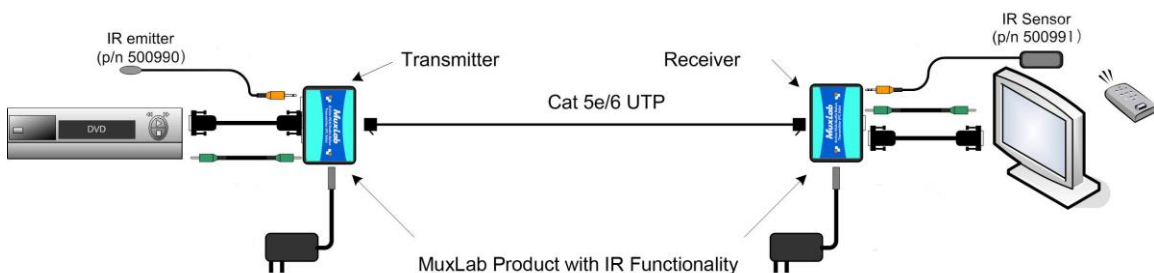 IR emitter
(p/n 500990)
Transmitter
Receiver
IR Sensor
(p/n 500991)
Cat 5e/6 UTP
DVD
MuxLab
MuxLab
MuxLab Product with IR Functionality